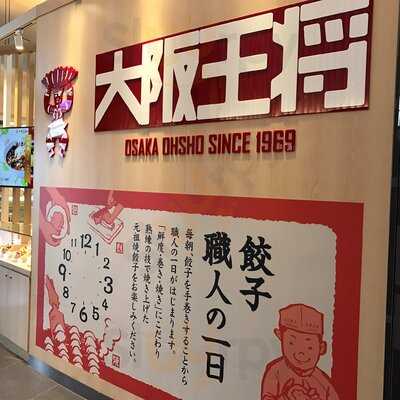 大阪王将
OSAKA OHSHO SINCE 1969
餃子
職人の一日
毎朝、餃子を手巻きすることから
職人の一日がはじまります。
「鮮度・巻き・焼き」にこだわり
熟練の技で焼き上げた
元祖焼餃子をお楽しみください。
11 12 1
10 2
9 3
8 4
7 6 5